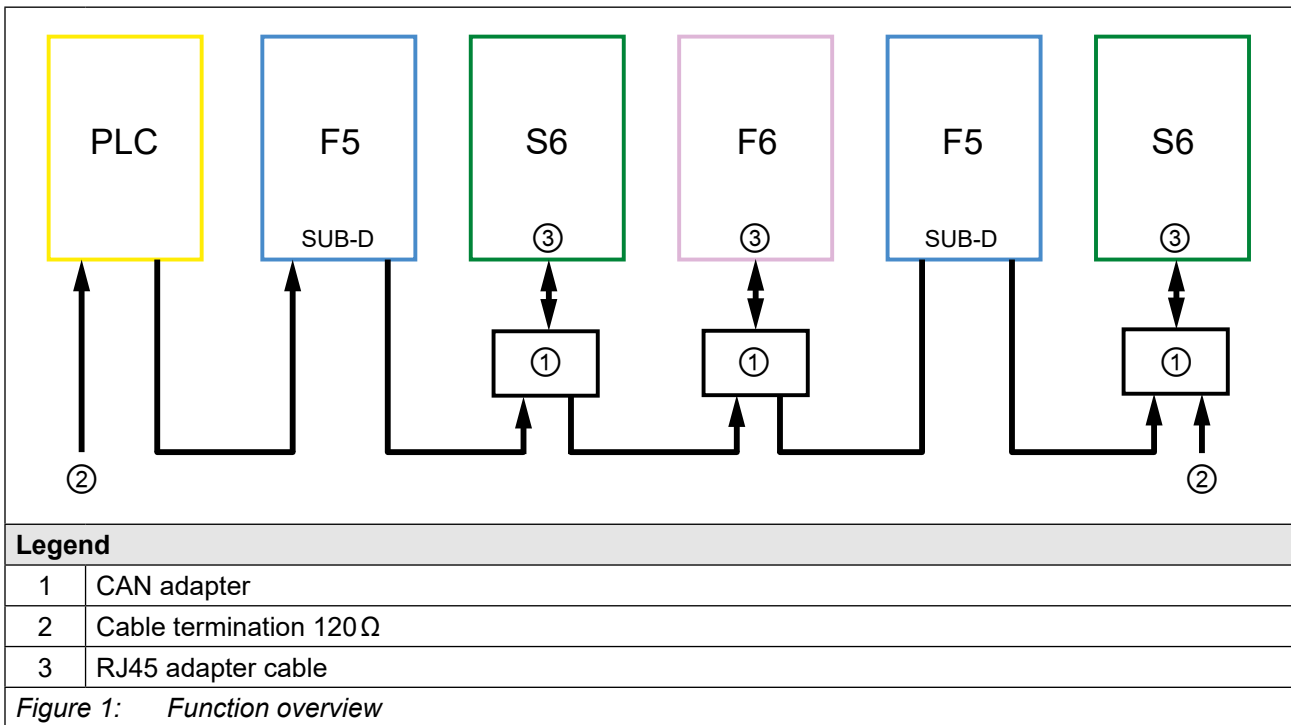 PLC F5 S6 F6 F5 S6
SUB-D ③ ③ SUB-D ③
① ① ①
② ②
Legend
1 CAN adapter
2 Cable termination 120 Ω
3 RJ45 adapter cable
Figure 1: Function overview